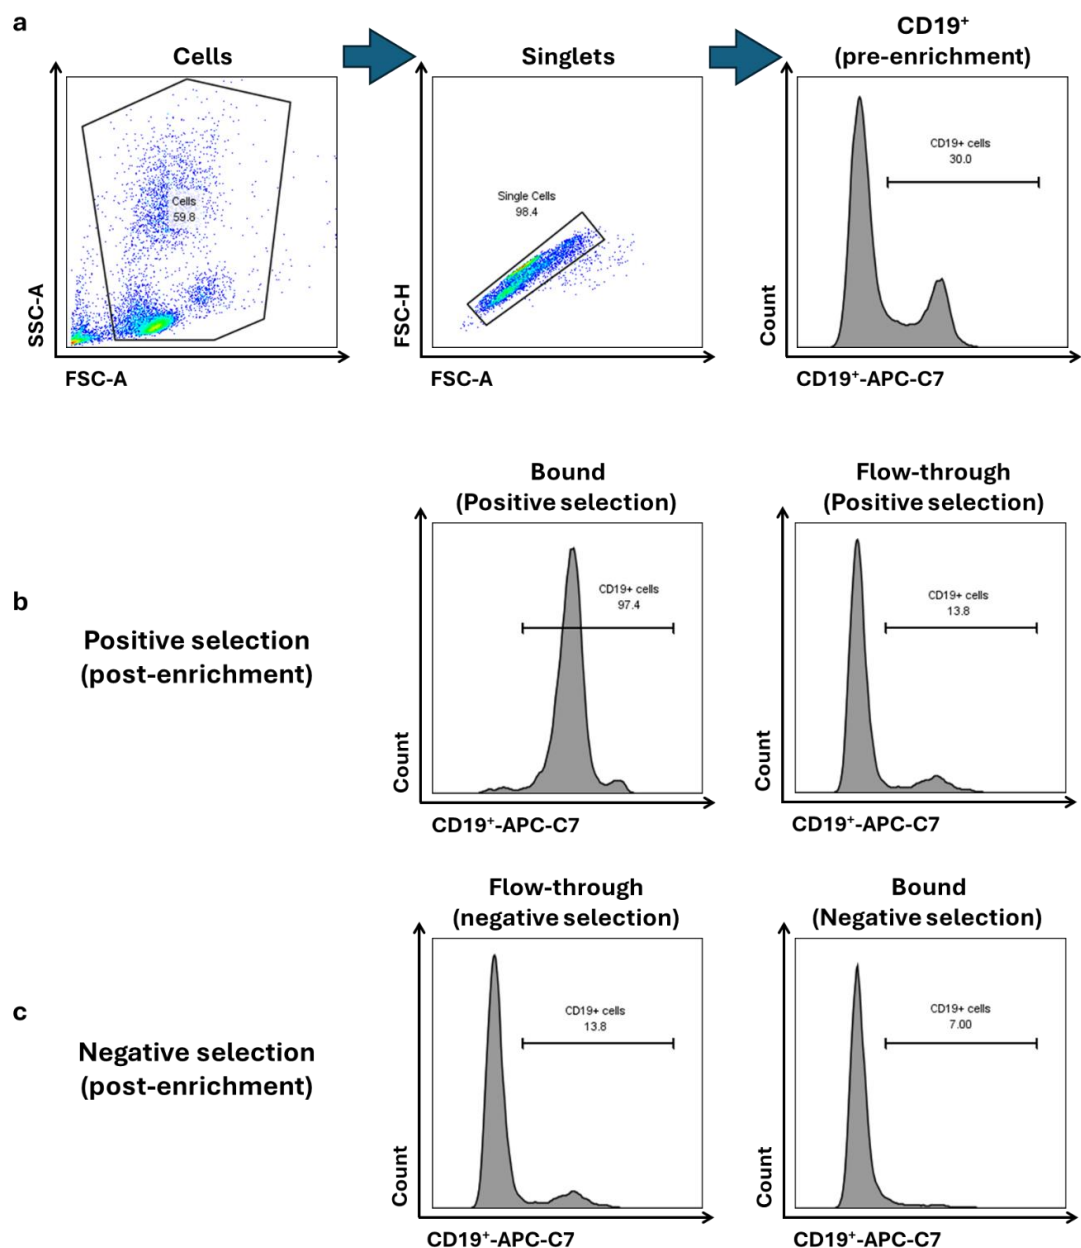 a
Cells
Singlets
CD19⁺
(pre-enrichment)
Cells
59.8
SSC-A
FSC-A
Single Cells
98.4
FSC-H
FSC-A
CD19+ cells
30.0
Count
CD19⁺-APC-C7
b
Positive selection
(post-enrichment)
Bound
(Positive selection)
CD19+ cells
97.4
Count
CD19⁺-APC-C7
Flow-through
(Positive selection)
CD19+ cells
13.8
Count
CD19⁺-APC-C7
c
Negative selection
(post-enrichment)
Flow-through
(negative selection)
CD19+ cells
13.8
Count
CD19⁺-APC-C7
Bound
(Negative selection)
CD19+ cells
7.00
Count
CD19⁺-APC-C7